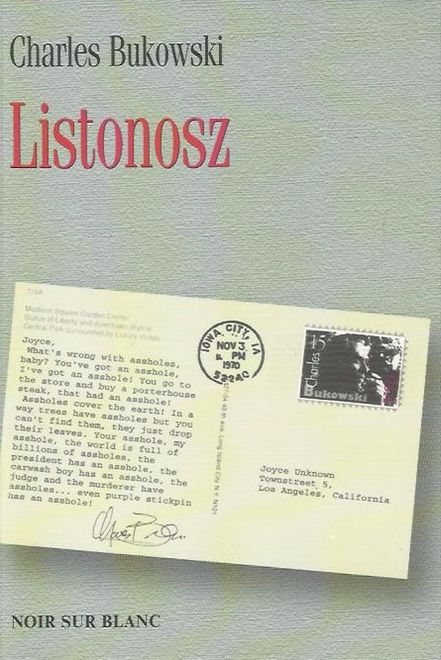 Charles Bukowski
Listonosz
Madison Square Garden Center
Statue of Liberty and downtown skyline
Central Park surrounded by Luxury Hotels
Joyce,
What's wrong with assholes,
baby? You've got an asshole,
I've got an asshole! You go to
the store and buy a porterhouse
steak, that had an asshole!
Assholes cover the earth! In a
way trees have assholes but you
can't find them, they just drop
their leaves. Your asshole, my
asshole, the world is full of
billions of assholes, the
president has an asshole, the
carwash boy has an asshole, the
judge and the murderer have
assholes... even purple stickpin
has an asshole!
IOWA CITY, IA
NOV 3
PM
1970
15
Charles
Bukowski
Joyce Unknown
Townstreet 5,
Los Angeles, California
NOIR SUR BLANC